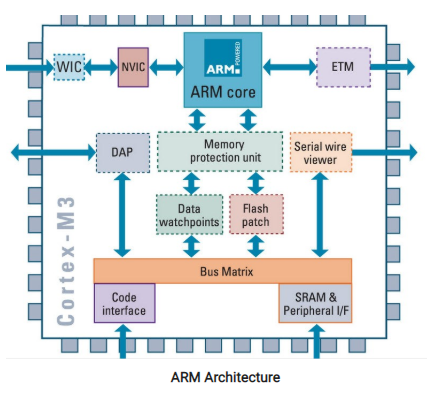 WIC
NVIC
ARM
POWERED
ARM core
ETM
DAP
Memory
protection unit
Serial wire
viewer
Data
watchpoints
Flash
patch
Cortex-M3
Bus Matrix
Code
interface
SRAM &
Peripheral I/F
ARM Architecture